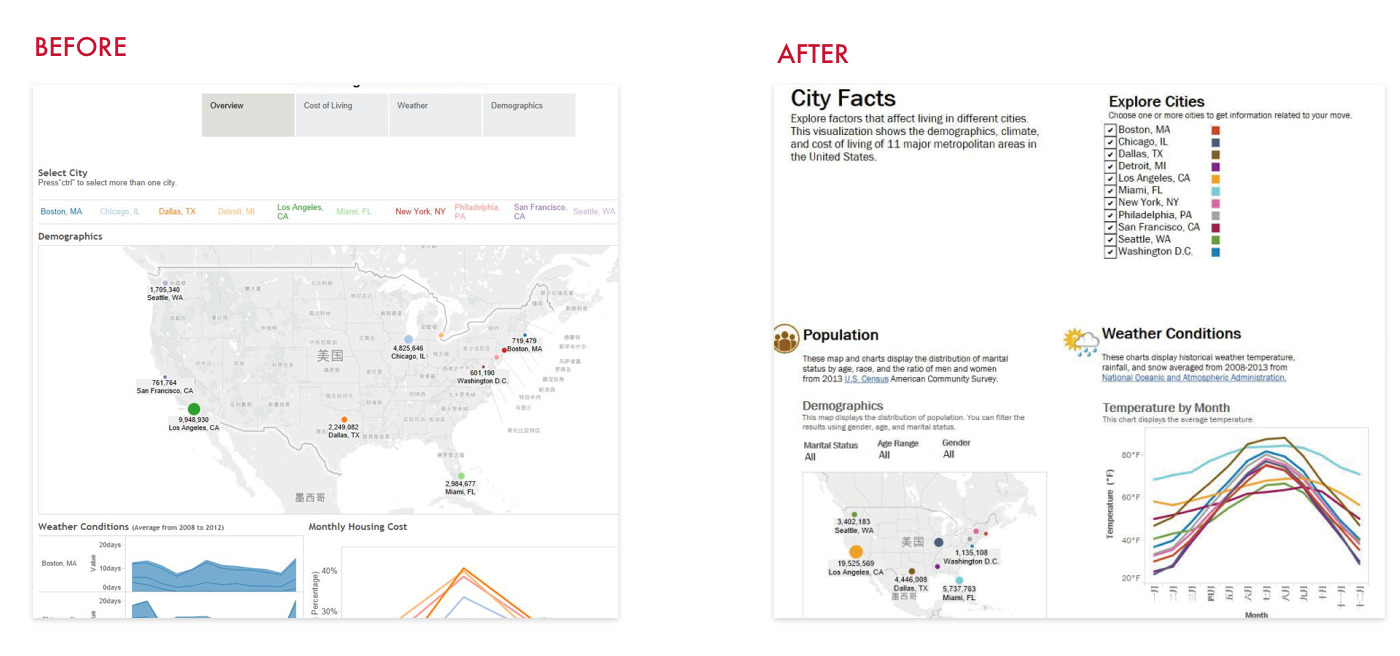 BEFORE
Overview
Cost of Living
Weather
Demographics
Select City
Press"ctrl" to select more than one city.
Boston, MA
Chicago, IL
Dallas, TX
Detroit, MI
Los Angeles,
CA
Miami, FL
New York, NY
Philadelphia,
PA
San Francisco,
CA
Seattle, WA
Demographics
1,705,340
Seattle, WA
美国
4,825,646
Chicago, IL
719,479
Boston, MA
601,190
Washington D.C.
761,764
San Francisco, CA
9,948,930
Los Angeles, CA
2,249,082
Dallas, TX
2,984,677
Miami, FL
墨西哥
Weather Conditions (Average from 2008 to 2012)
Boston, MA
Value
20days
10days
0days
20days
Value
Monthly Housing Cost
Percentage)
40%
30%
AFTER
City Facts
Explore factors that affect living in different cities.
This visualization shows the demographics, climate,
and cost of living of 11 major metropolitan areas in
the United States.
Explore Cities
Choose one or more cities to get information related to your move.
Boston, MA
Chicago, IL
Dallas, TX
Detroit, MI
Los Angeles, CA
Miami, FL
New York, NY
Philadelphia, PA
San Francisco, CA
Seattle, WA
Washington D.C.
Population
These map and charts display the distribution of marital
status by age, race, and the ratio of men and women
from 2013 U.S. Census American Community Survey.
Demographics
This map displays the distribution of population. You can filter the
results using gender, age, and marital status.
Marital Status
All
Age Range
All
Gender
All
3,402,183
Seattle, WA
美国
1,135,108
Washington D.C.
19,525,569
Los Angeles, CA
4,446,008
Dallas, TX
5,737,763
Miami, FL
墨西哥
Weather Conditions
These charts display historical weather temperature,
rainfall, and snow averaged from 2008-2013 from
National Oceanic and Atmospheric Administration.
Temperature by Month
This chart displays the average temperature.
Temperature (°F)
80°F
60°F
40°F
20°F
一月
二月
三月
四月
五月
六月
七月
八月
九月
十月
十一月
十二月
Month